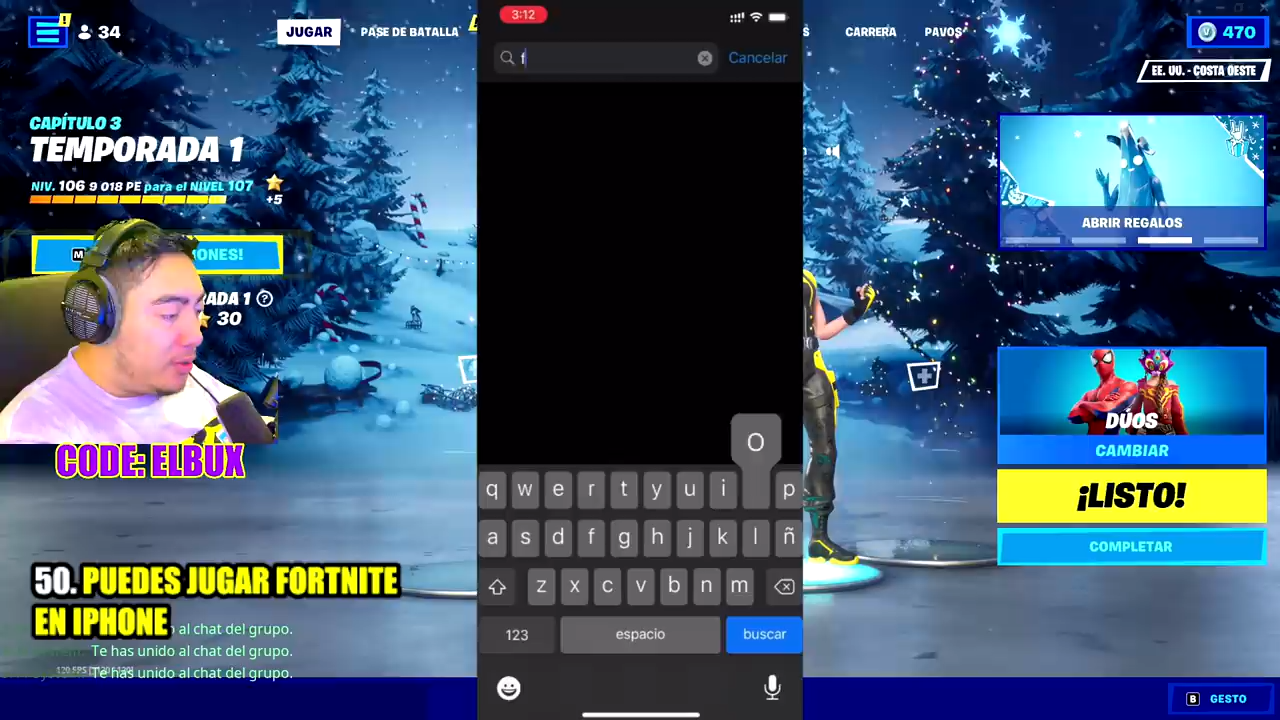 34
JUGAR
PASE DE BATALLA
CARRERA
PAVOS
470
EE. UU. - COSTA OESTE
3:12
f
Cancelar
CAPÍTULO 3
TEMPORADA 1
NIV. 106 9 018 PE para el NIVEL 107
+5
M
ONES!
RADA 1
30
ABRIR REGALOS
CODE: ELBUX
DÚOS
CAMBIAR
¡LISTO!
COMPLETAR
O
q w e r t y u i p
a s d f g h j k l ñ
z x c v b n m
123 espacio buscar
50. PUEDES JUGAR FORTNITE
EN IPHONE
al chat del grupo.
Te has unido al chat del grupo.
Te has unido al chat del grupo.
B GESTO